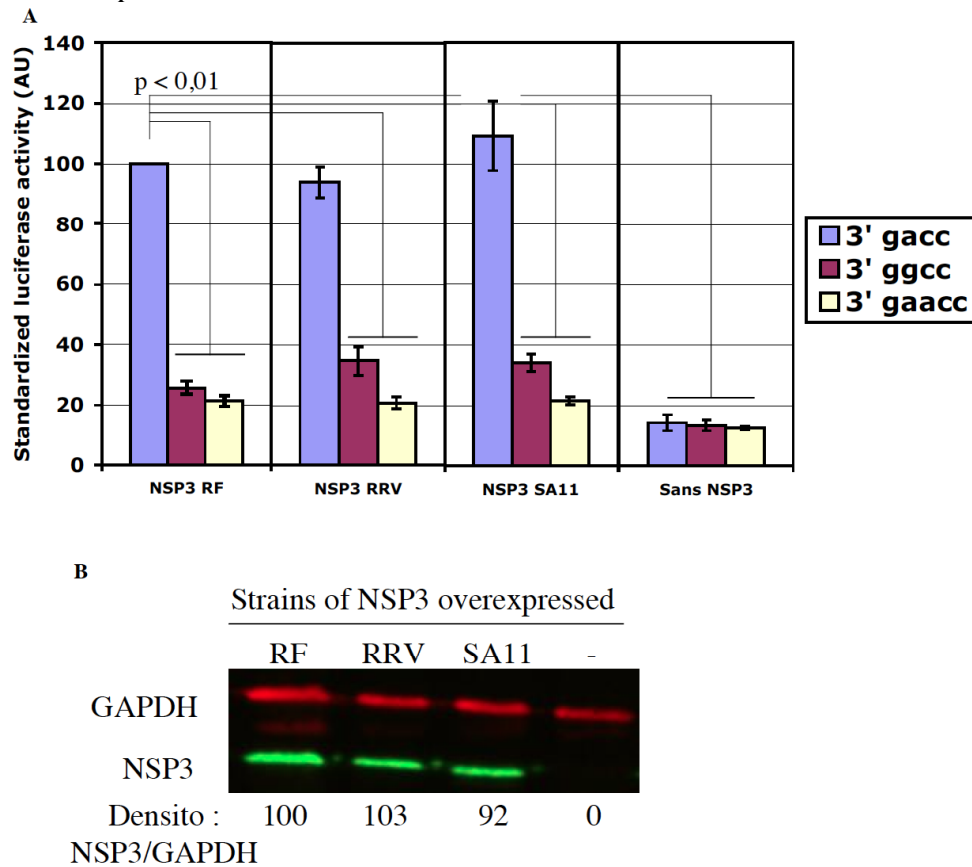 A
Standardized luciferase activity (AU)
140
120
100
80
60
40
20
0
p < 0,01
NSP3 RF
NSP3 RRV
NSP3 SA11
Sans NSP3
3' gacc
3' ggcc
3' gaacc
B
Strains of NSP3 overexpressed
RF RRV SA11 -
GAPDH
NSP3
Densito : 100 103 92 0
NSP3/GAPDH